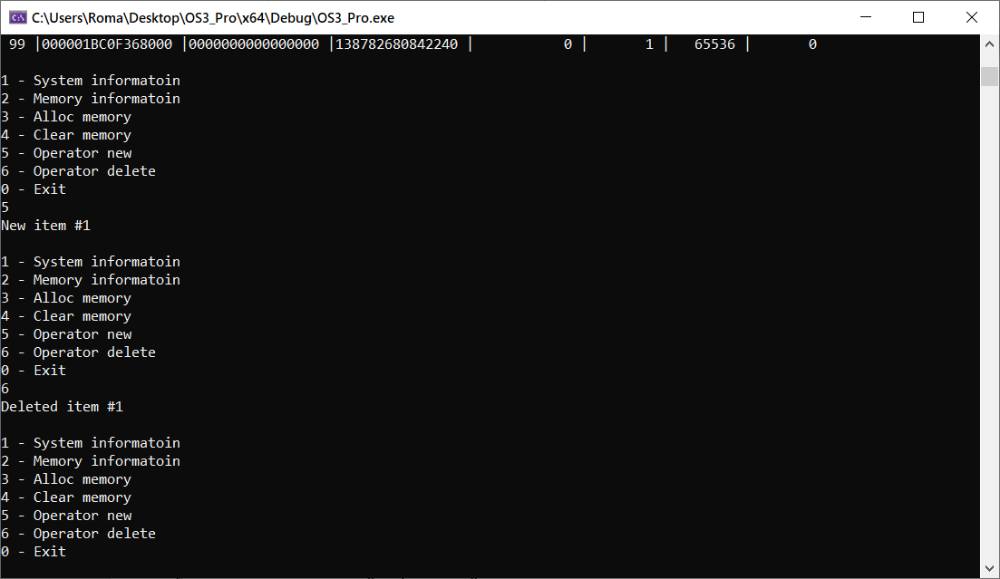 C:\Users\Roma\Desktop\OS3_Pro\x64\Debug\OS3_Pro.exe
99 |000001BC0F368000 |0000000000000000 |138782680842240 | 0 | 1 | 65536 | 0
1 - System informatoin
2 - Memory informatoin
3 - Alloc memory
4 - Clear memory
5 - Operator new
6 - Operator delete
0 - Exit
5
New item #1
1 - System informatoin
2 - Memory informatoin
3 - Alloc memory
4 - Clear memory
5 - Operator new
6 - Operator delete
0 - Exit
6
Deleted item #1
1 - System informatoin
2 - Memory informatoin
3 - Alloc memory
4 - Clear memory
5 - Operator new
6 - Operator delete
0 - Exit